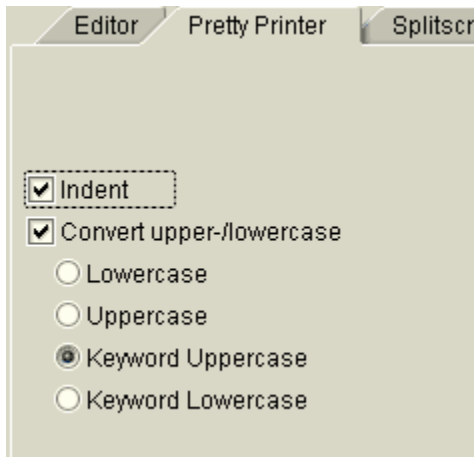 Editor Pretty Printer Splitscr
Indent
Convert upper-/lowercase
Lowercase
Uppercase
Keyword Uppercase
Keyword Lowercase